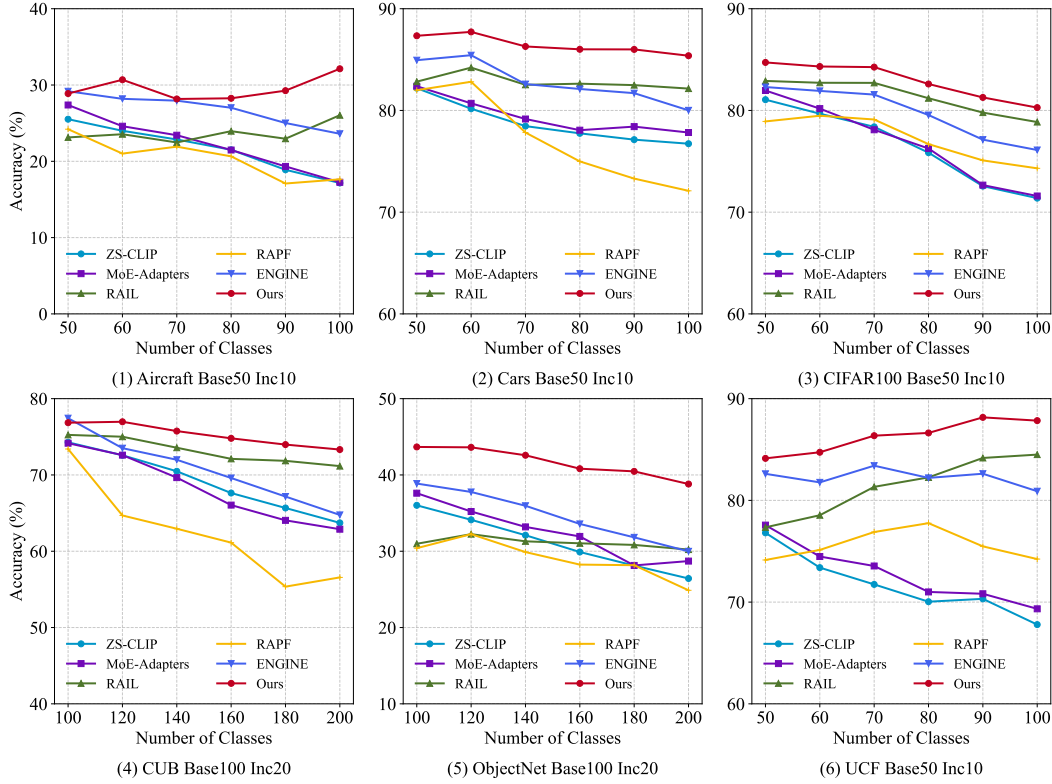 40
30
20
10
0
Accuracy (%)
ZS-CLIP
MoE-Adapters
RAIL
RAPF
ENGINE
Ours
50 60 70 80 90 100
Number of Classes
(1) Aircraft Base50 Inc10
90
80
70
60
ZS-CLIP
MoE-Adapters
RAIL
RAPF
ENGINE
Ours
50 60 70 80 90 100
Number of Classes
(2) Cars Base50 Inc10
90
80
70
60
ZS-CLIP
MoE-Adapters
RAIL
RAPF
ENGINE
Ours
50 60 70 80 90 100
Number of Classes
(3) CIFAR100 Base50 Inc10
80
70
60
50
40
Accuracy (%)
ZS-CLIP
MoE-Adapters
RAIL
RAPF
ENGINE
Ours
100 120 140 160 180 200
Number of Classes
(4) CUB Base100 Inc20
50
40
30
20
10
ZS-CLIP
MoE-Adapters
RAIL
RAPF
ENGINE
Ours
100 120 140 160 180 200
Number of Classes
(5) ObjectNet Base100 Inc20
90
80
70
60
ZS-CLIP
MoE-Adapters
RAIL
RAPF
ENGINE
Ours
50 60 70 80 90 100
Number of Classes
(6) UCF Base50 Inc10